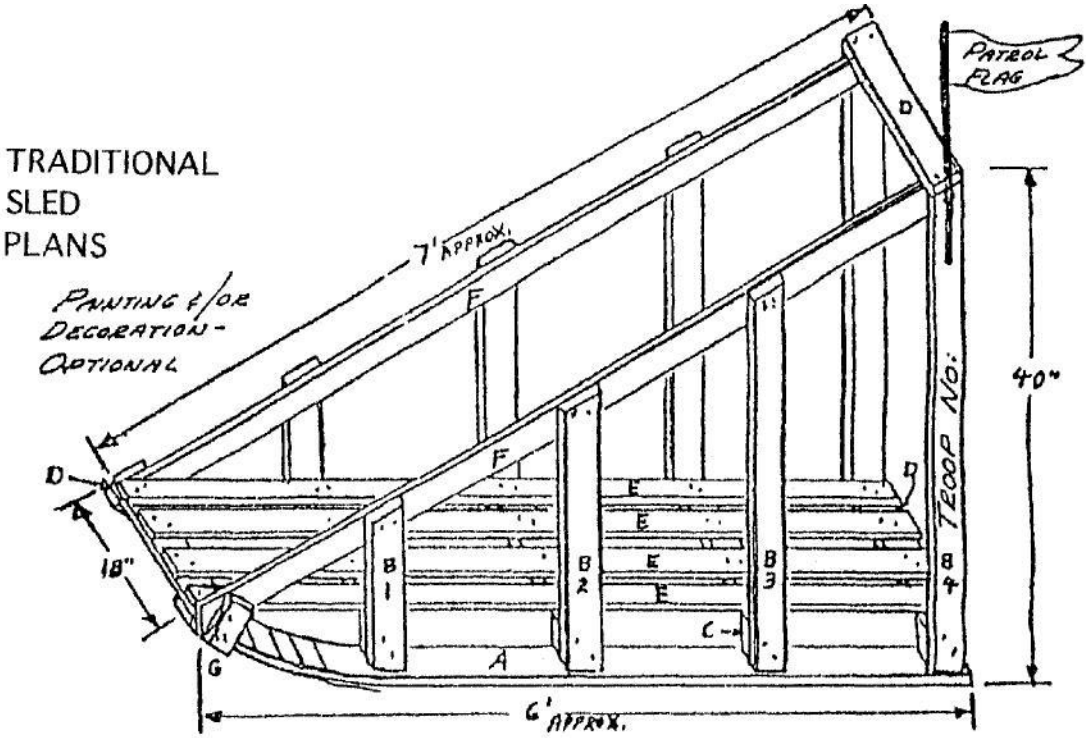 TRADITIONAL
SLED
PLANS
PAINTING &/OR
DECORATION -
OPTIONAL
PATROL
FLAG
7' APPROX.
D
F
F
TROOP NO:
40"
D
18"
D
E
E
E
E
B
1
B
2
B
3
B
4
C
A
G
6' APPROX.